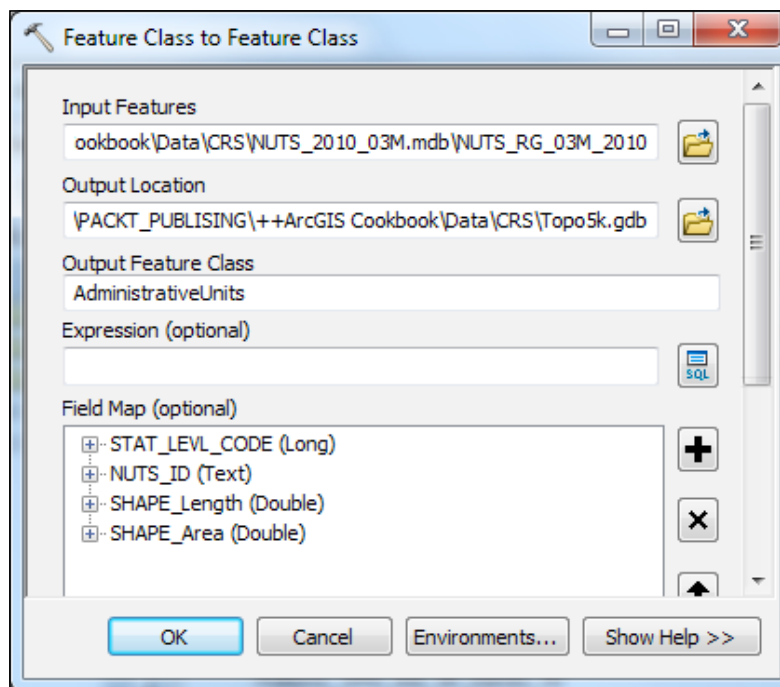 Feature Class to Feature Class
Input Features
ookbook\Data\CRS\NUTS_2010_03M.mdb\NUTS_RG_03M_2010
Output Location
\PACKT_PUBLISING\++ArcGIS Cookbook\Data\CRS\Topo5k.gdb
Output Feature Class
AdministrativeUnits
Expression (optional)
SQL
Field Map (optional)
STAT_LEVL_CODE (Long)
NUTS_ID (Text)
SHAPE_Length (Double)
SHAPE_Area (Double)
OK Cancel Environments... Show Help >>